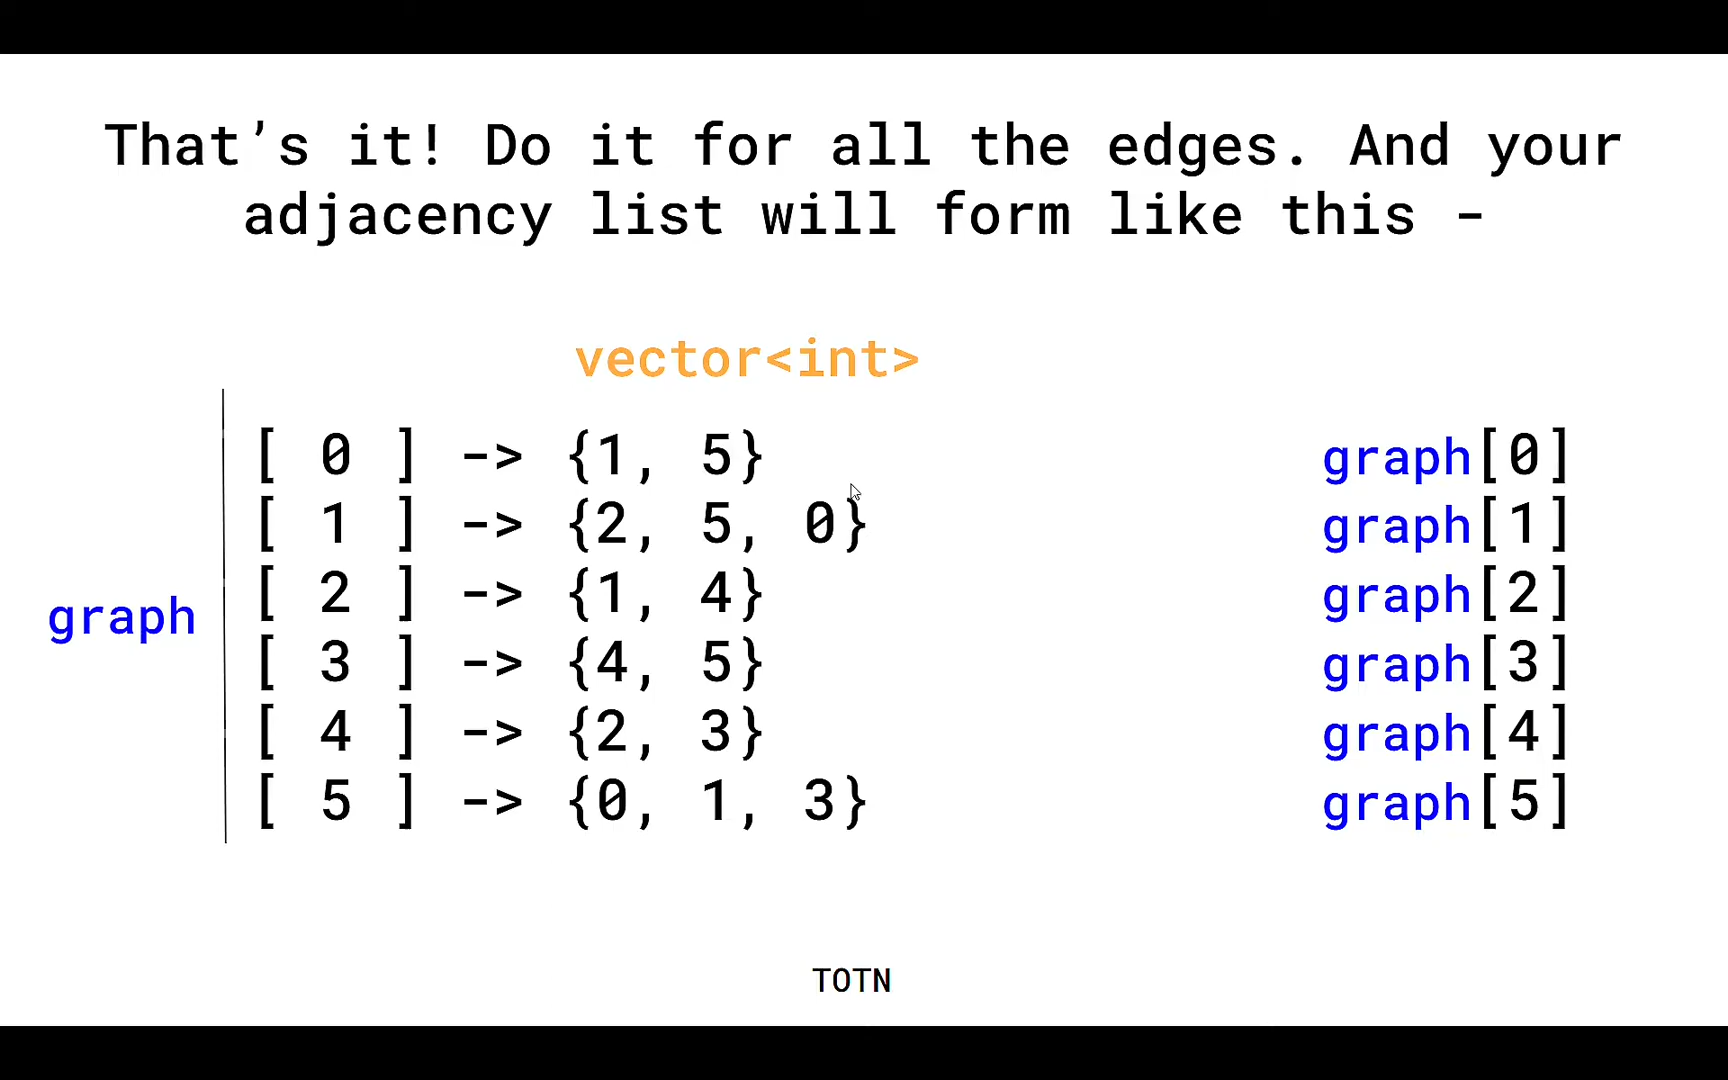 That’s it! Do it for all the edges. And your
adjacency list will form like this -
vector<int>
[ 0 ] -> {1, 5} graph[0]
[ 1 ] -> {2, 5, 0} graph[1]
[ 2 ] -> {1, 4} graph[2]
graph
[ 3 ] -> {4, 5} graph[3]
[ 4 ] -> {2, 3} graph[4]
[ 5 ] -> {0, 1, 3} graph[5]
TOTN